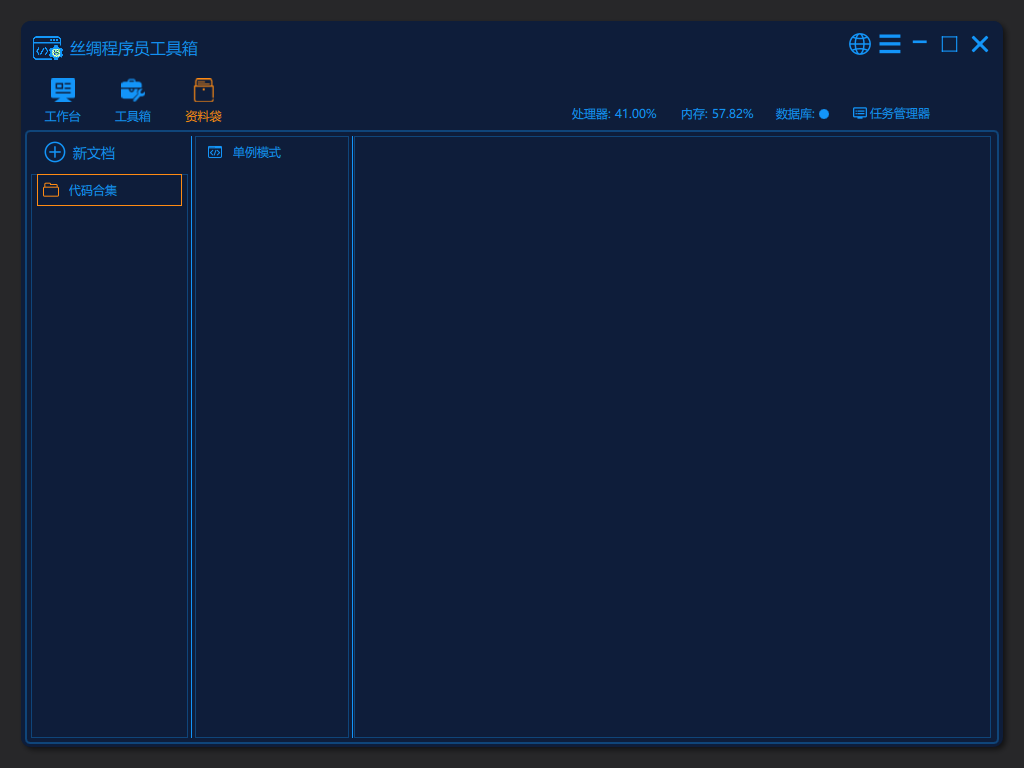 丝绸程序员工具箱
工作台 工具箱 资料袋
处理器: 41.00% 内存: 57.82% 数据库: 任务管理器
新文档
单例模式
代码合集